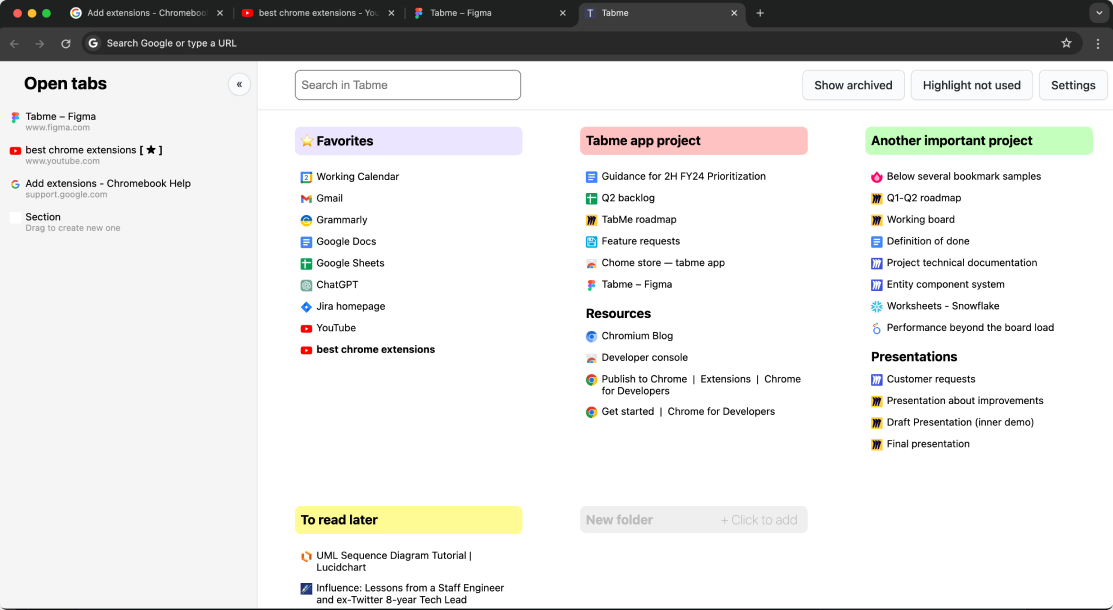 Add extensions - Chromeboo
best chrome extensions - You
Tabme – Figma
T Tabme
Search Google or type a URL
Open tabs
«
Search in Tabme
Show archived
Highlight not used
Settings
Tabme – Figma
www.figma.com
best chrome extensions [ ★ ]
www.youtube.com
Add extensions - Chromebook Help
support.google.com
Section
Drag to create new one
⭐ Favorites
Working Calendar
Gmail
Grammarly
Google Docs
Google Sheets
ChatGPT
Jira homepage
YouTube
best chrome extensions
Tabme app project
Guidance for 2H FY24 Prioritization
Q2 backlog
TabMe roadmap
Feature requests
Chome store — tabme app
Tabme – Figma
Resources
Chromium Blog
Developer console
Publish to Chrome | Extensions | Chrome
for Developers
Get started | Chrome for Developers
Another important project
Below several bookmark samples
Q1-Q2 roadmap
Working board
Definition of done
Project technical documentation
Entity component system
Worksheets - Snowflake
Performance beyond the board load
Presentations
Customer requests
Presentation about improvements
Draft Presentation (inner demo)
Final presentation
To read later
UML Sequence Diagram Tutorial |
Lucidchart
Influence: Lessons from a Staff Engineer
and ex-Twitter 8-year Tech Lead
New folder
+ Click to add